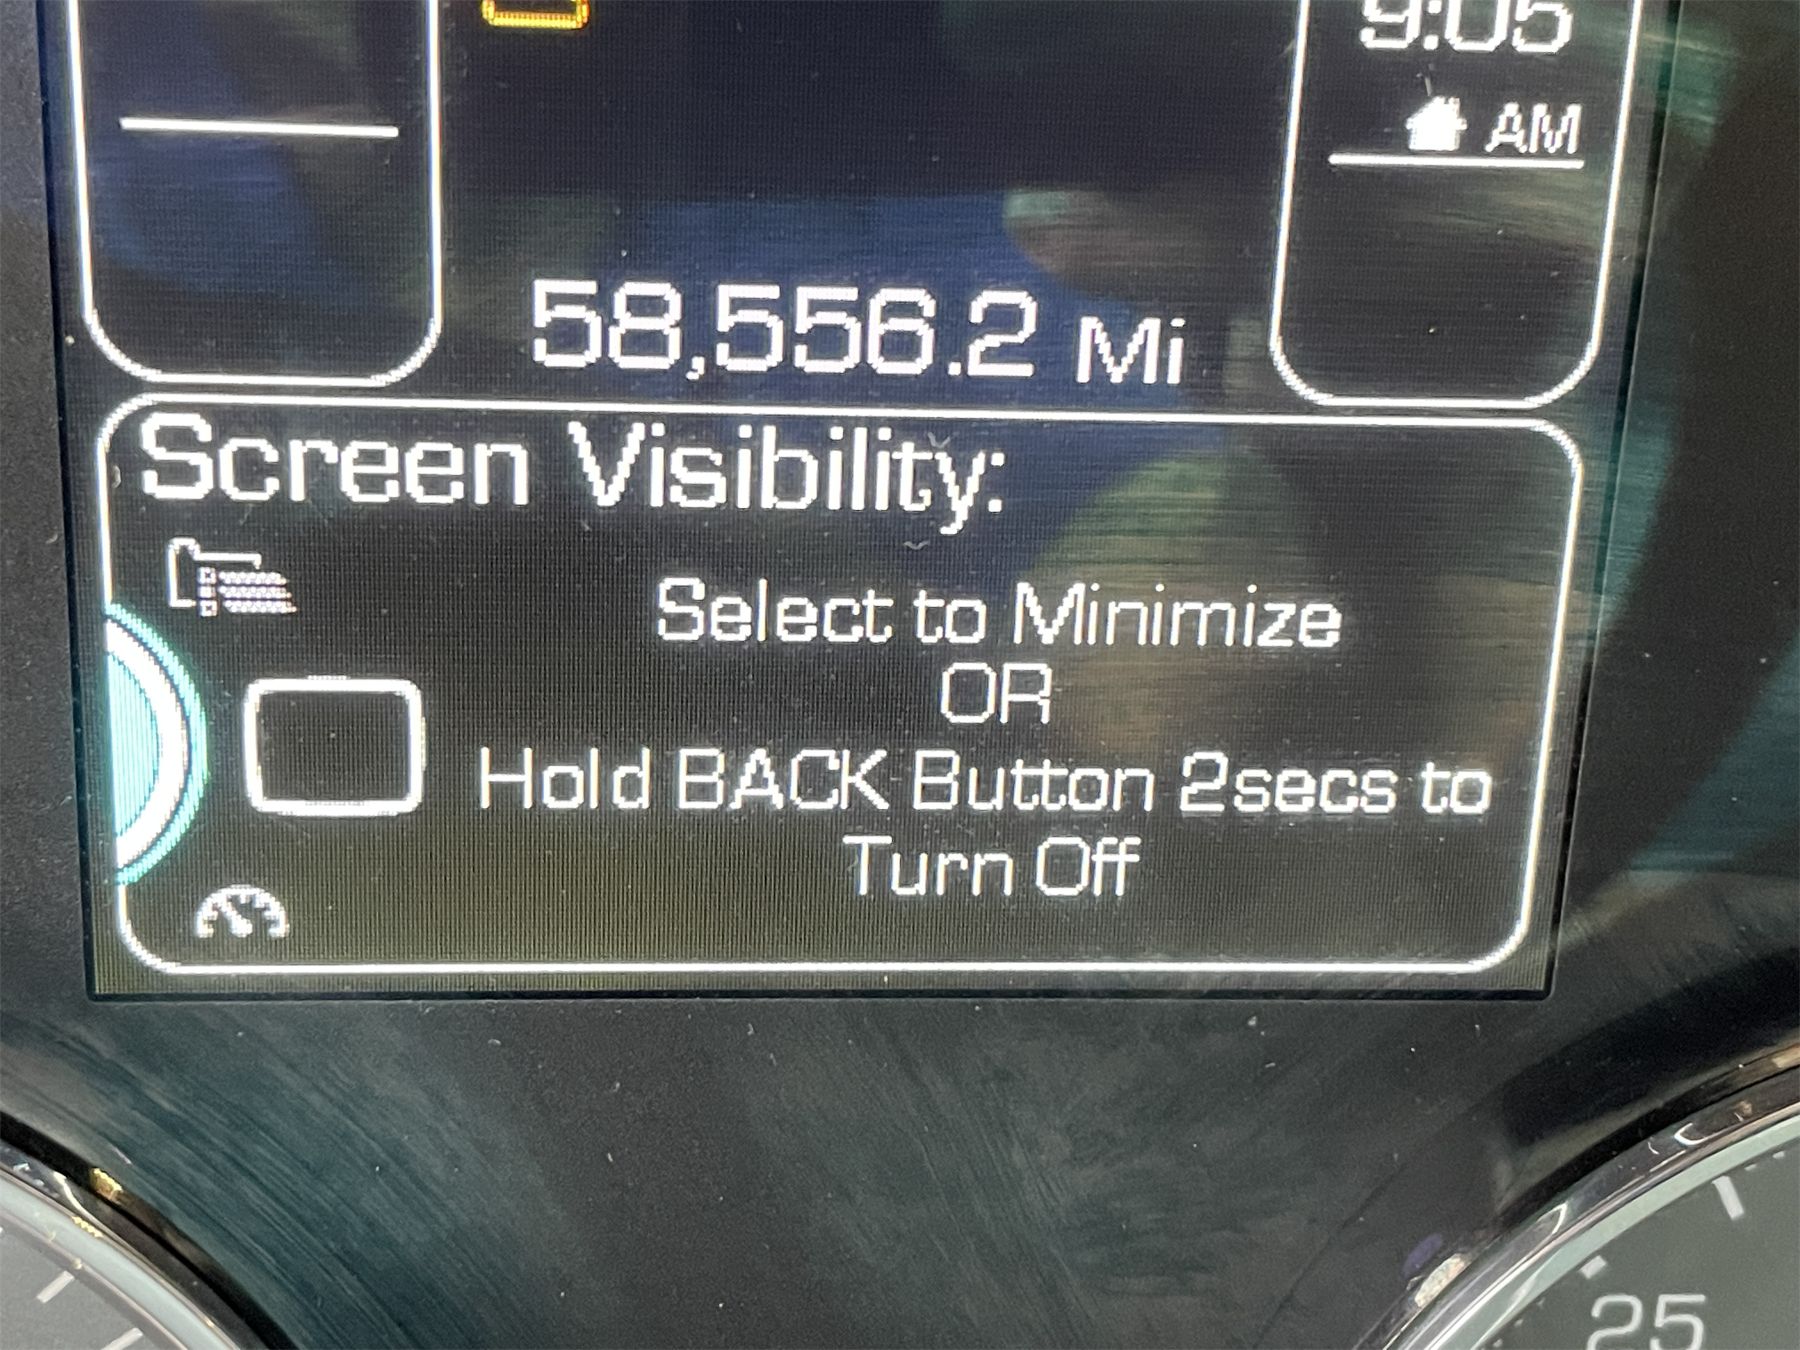 9:05
AM
58,556.2 Mi
Screen Visibility:
Select to Minimize
OR
Hold BACK Button 2secs to
Turn Off
25